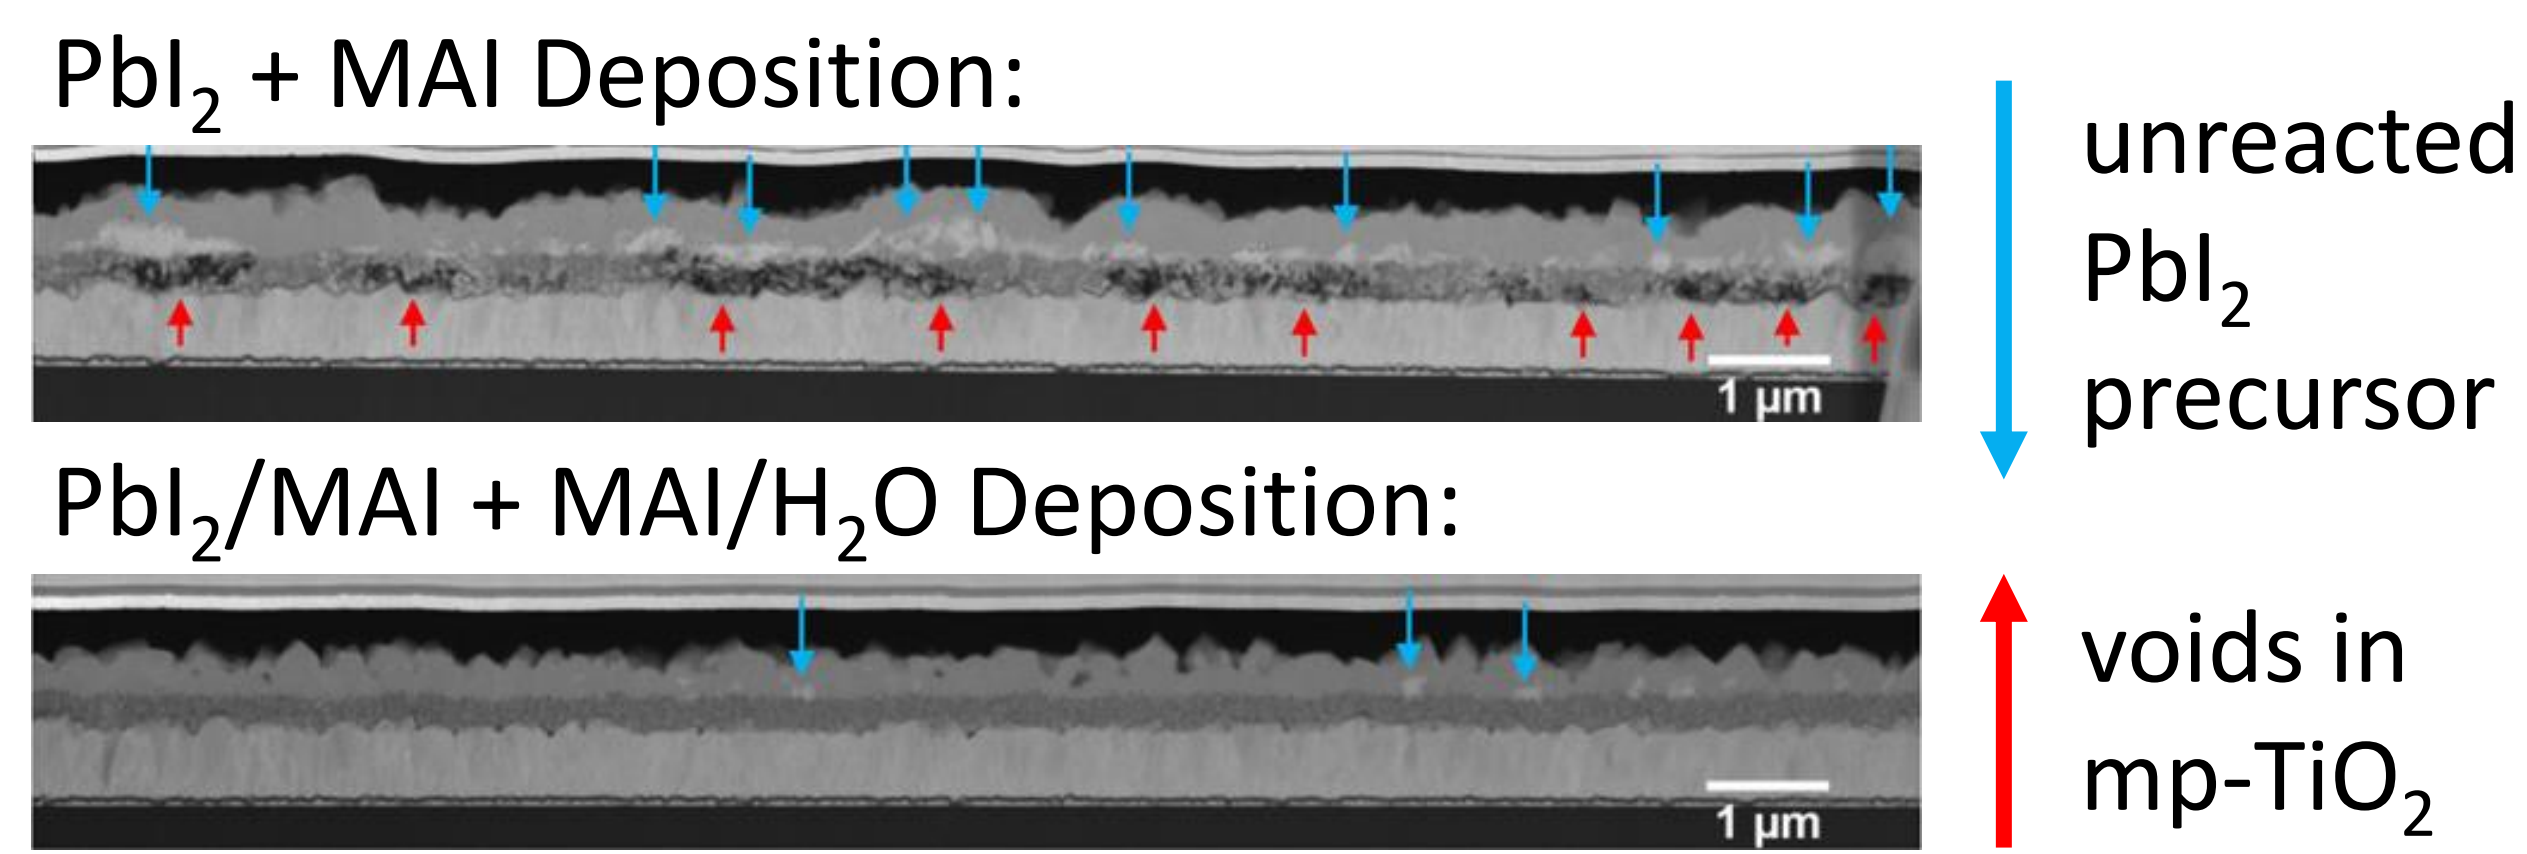 PbI₂ + MAI Deposition:
1 µm
PbI₂/MAI + MAI/H₂O Deposition:
1 µm
unreacted
PbI₂
precursor
voids in
mp-TiO₂